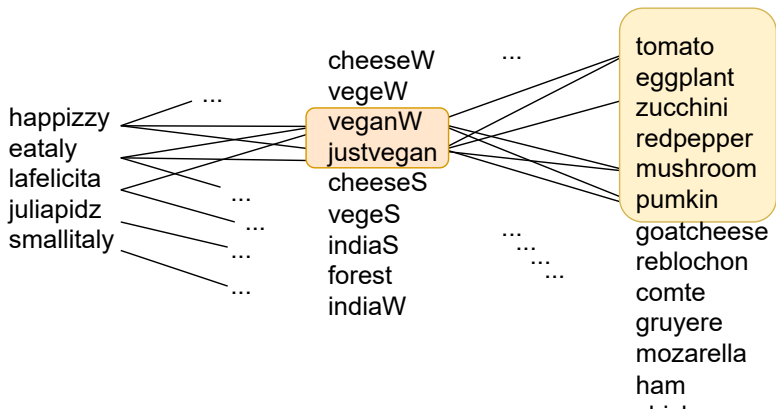 happizzy
eataly
lafelicita
juliapidz
smallitaly
...
...
...
...
...
cheeseW
vegeW
veganW
justvegan
cheeseS
vegeS
indiaS
forest
indiaW
...
...
...
...
...
tomato
eggplant
zucchini
redpepper
mushroom
pumkin
goatcheese
reblochon
comte
gruyere
mozarella
ham